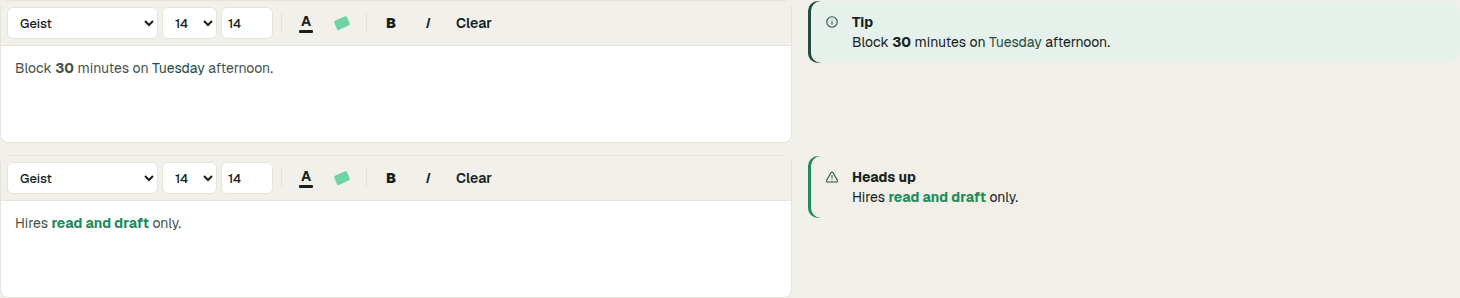 Geist 14 14 A B I Clear
Block 30 minutes on Tuesday afternoon.
Tip
Block 30 minutes on Tuesday afternoon.
Geist 14 14 A B I Clear
Hires read and draft only.
Heads up
Hires read and draft only.